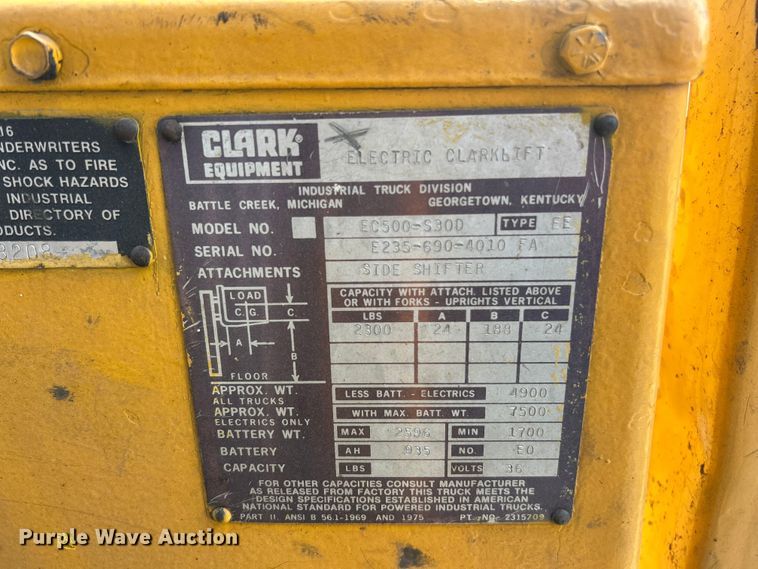 16
NDERWRITERS
NC. AS TO FIRE
SHOCK HAZARDS
INDUSTRIAL
DIRECTORY OF
ODUCTS.
3208
CLARK®
EQUIPMENT
ELECTRIC CLARKLIFT
INDUSTRIAL TRUCK DIVISION
BATTLE CREEK, MICHIGAN GEORGETOWN, KENTUCKY
MODEL NO. EC500-S30D TYPE EE
SERIAL NO. E235-690-4010 FA
ATTACHMENTS SIDE SHIFTER
CAPACITY WITH ATTACH. LISTED ABOVE
OR WITH FORKS - UPRIGHTS VERTICAL
LBS A B C
2300 24 188 24
LOAD
C.G. C.
A
B
FLOOR
APPROX. WT. LESS BATT. - ELECTRICS 4900
ALL TRUCKS
APPROX. WT. WITH MAX. BATT. WT. 7500
ELECTRICS ONLY
BATTERY WT. MAX 2596 MIN 1700
BATTERY AH 935 NO. EO
CAPACITY LBS VOLTS 36
FOR OTHER CAPACITIES CONSULT MANUFACTURER
AS RELEASED FROM FACTORY THIS TRUCK MEETS THE
DESIGN SPECIFICATIONS ESTABLISHED IN AMERICAN
NATIONAL STANDARD FOR POWERED INDUSTRIAL TRUCKS.
PART II. ANSI B 56.1-1969 AND 1975 PT. NO. 2315709
Purple Wave Auction